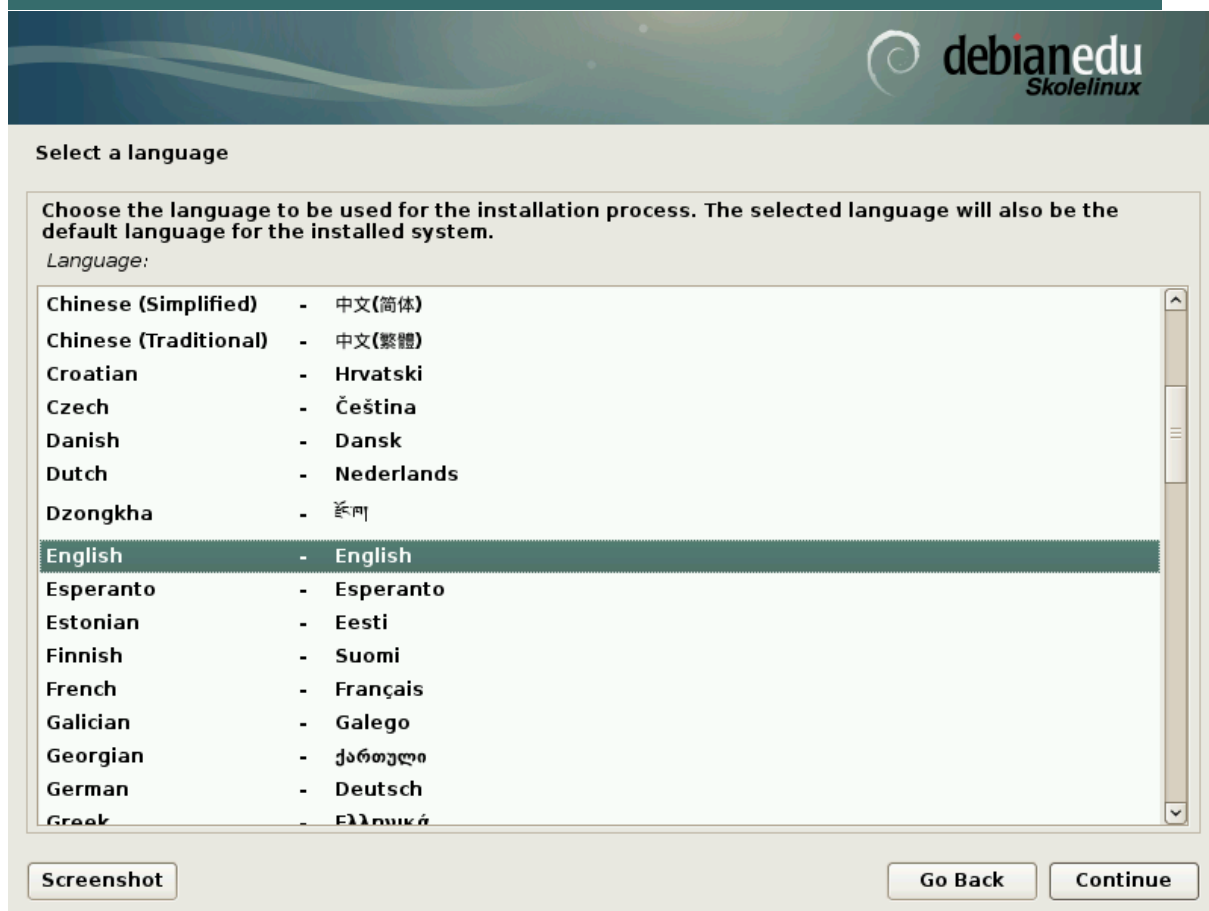 debianedu
Skolelinux
Select a language
Choose the language to be used for the installation process. The selected language will also be the
default language for the installed system.
Language:
Chinese (Simplified) - 中文(简体)
Chinese (Traditional) - 中文(繁體)
Croatian - Hrvatski
Czech - Čeština
Danish - Dansk
Dutch - Nederlands
Dzongkha - རྫོང་ཁ།
English - English
Esperanto - Esperanto
Estonian - Eesti
Finnish - Suomi
French - Français
Galician - Galego
Georgian - ქართული
German - Deutsch
Greek - Ελληνικά
Screenshot Go Back Continue